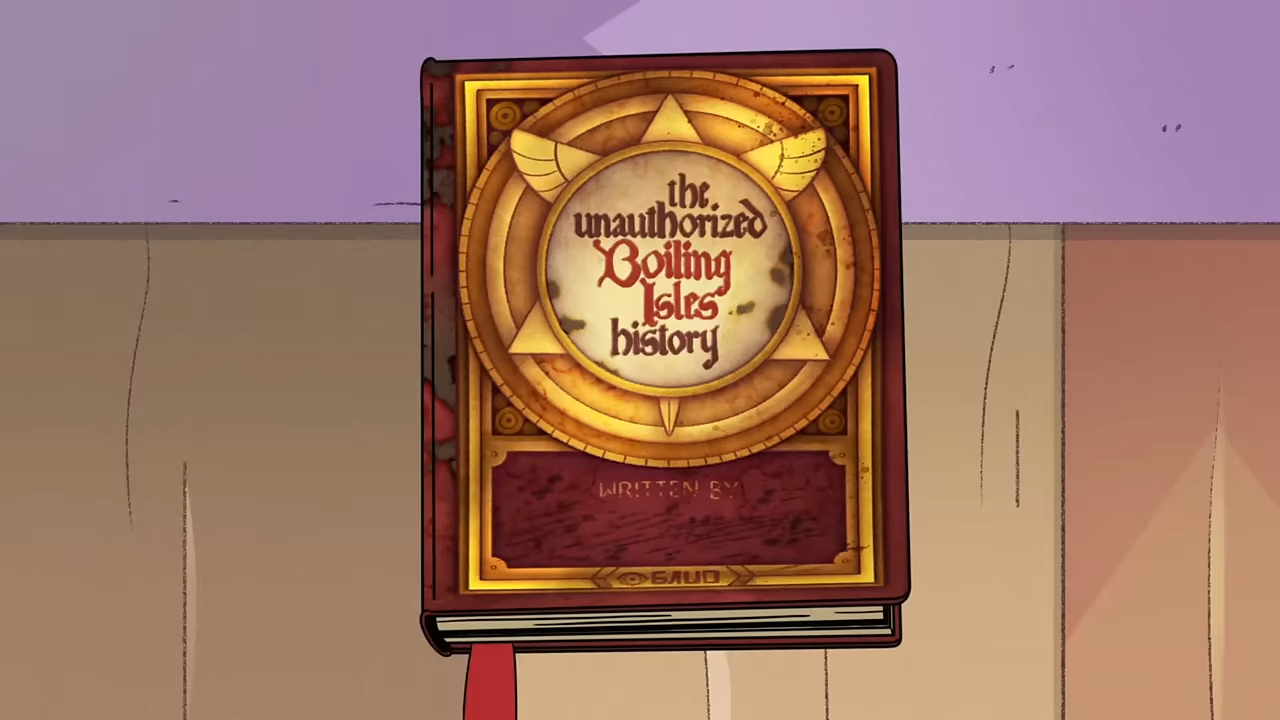 the
unauthorized
Boiling
Isles
history
WRITTEN BY